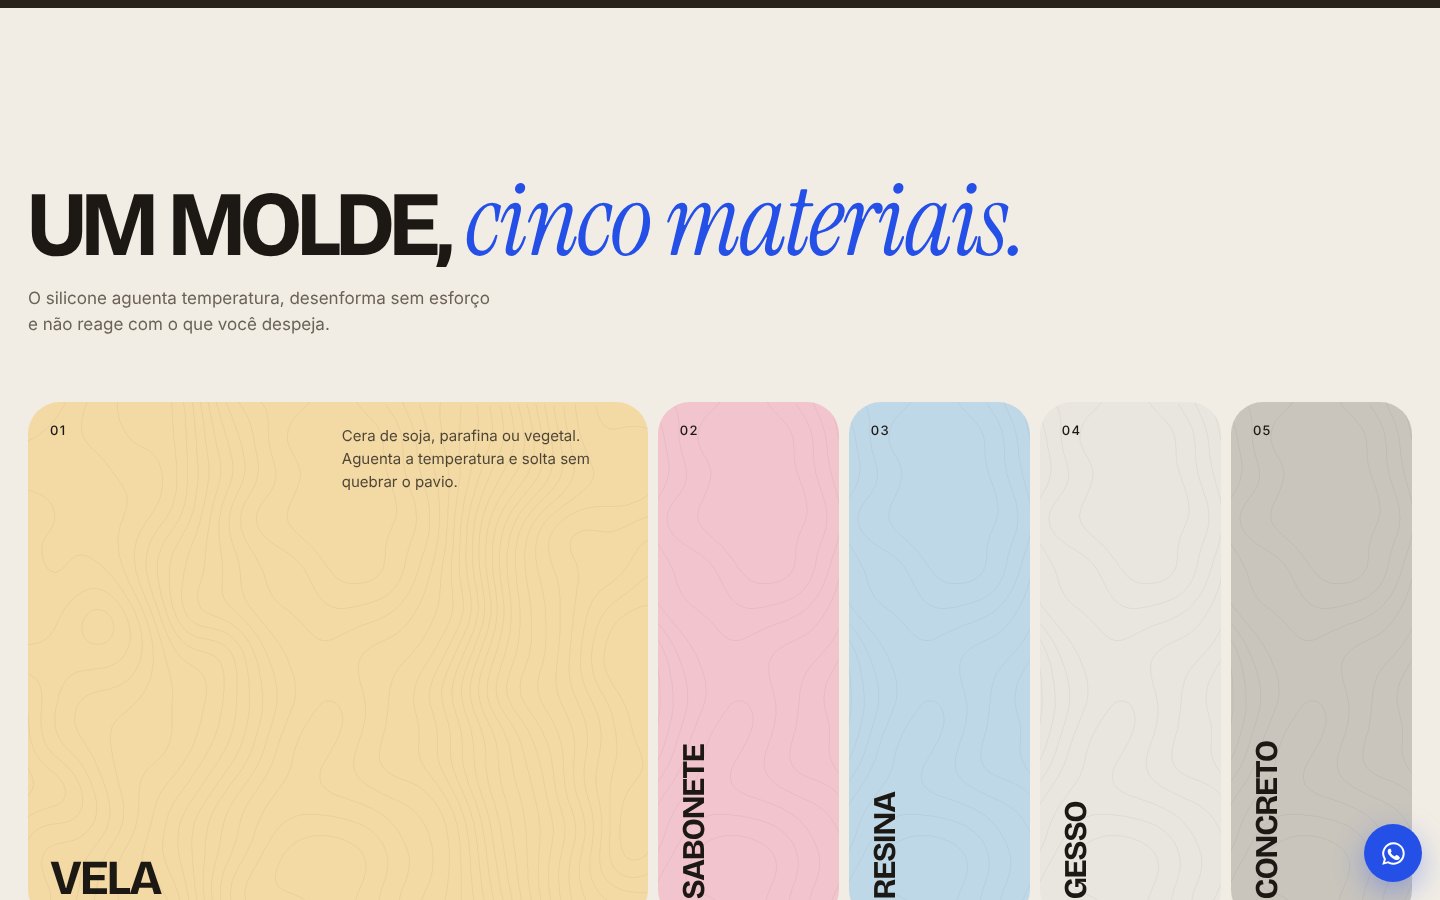 UM MOLDE, cinco materiais.
O silicone aguenta temperatura, desenforma sem esforço
e não reage com o que você despeja.
01
Cera de soja, parafina ou vegetal.
Aguenta a temperatura e solta sem
quebrar o pavio.
VELA
02
SABONETE
03
RESINA
04
GESSO
05
CONCRETO